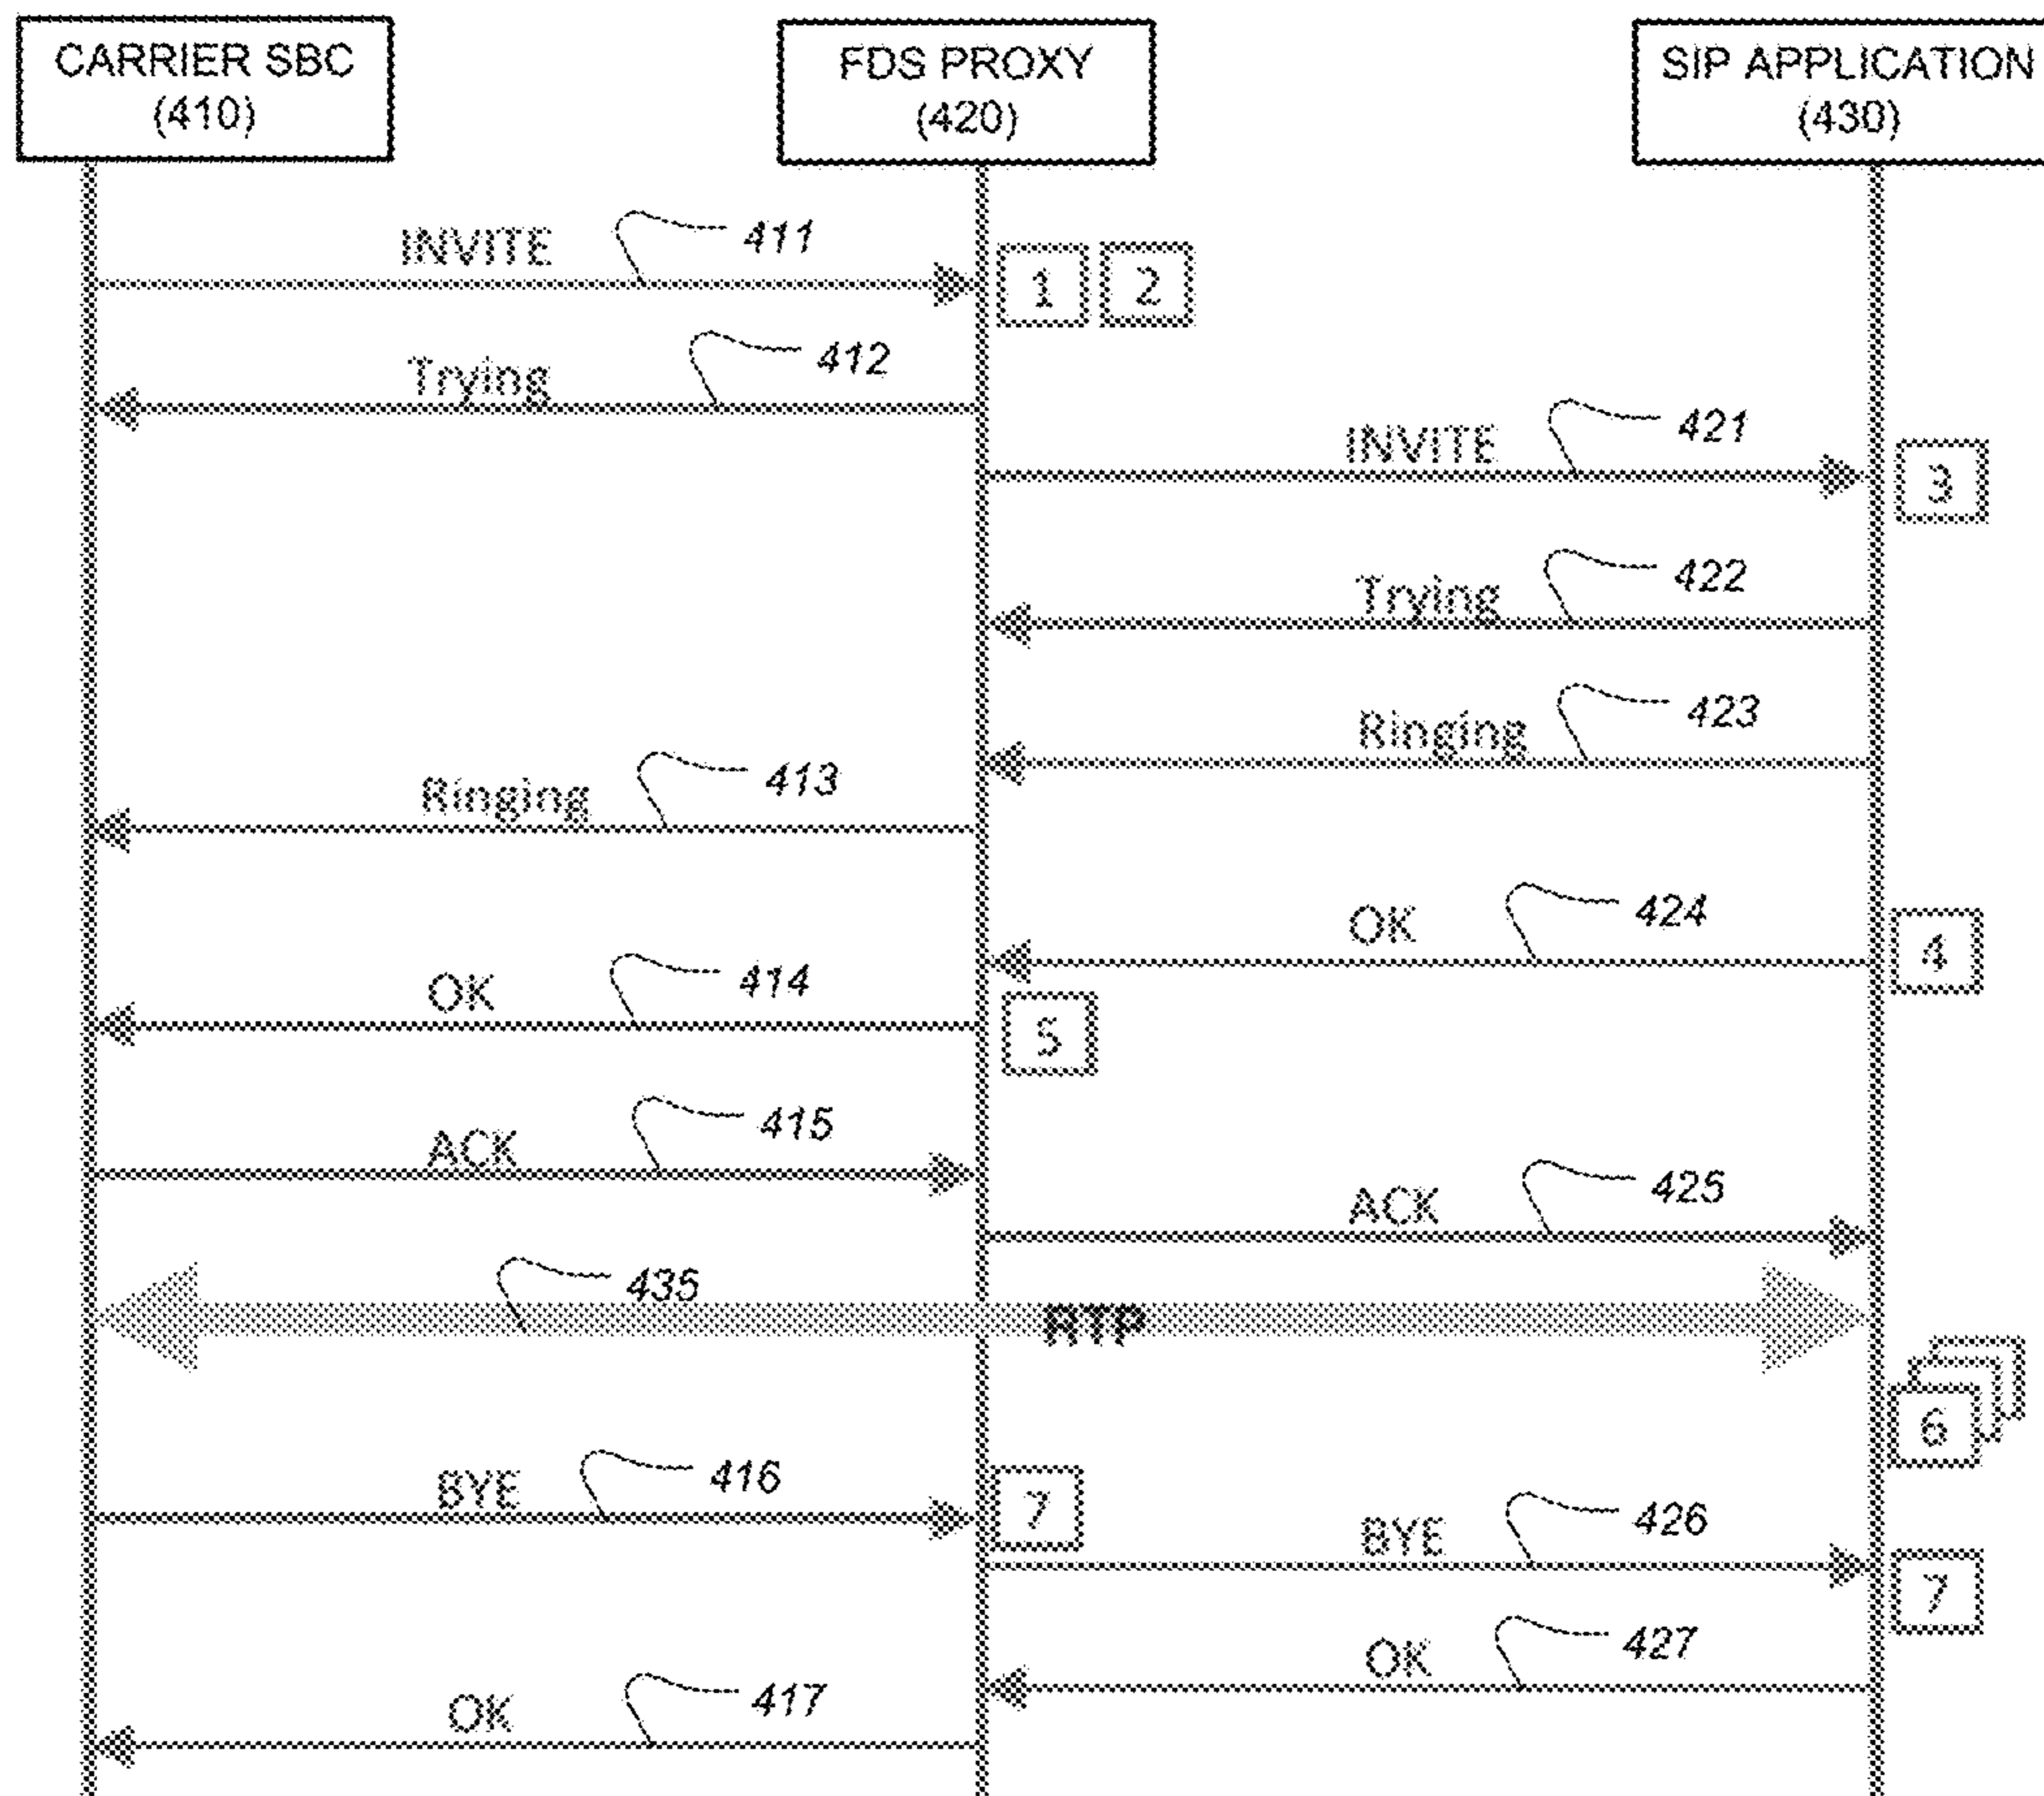 CARRIER SBC
(410)
FDS PROXY
(420)
SIP APPLICATION
(430)
INVITE 411
1 2
Trying 412
INVITE 421
3
Trying 422
Ringing 423
Ringing 413
OK 424
4
OK 414
5
ACK 415
ACK 425
435
RTP
6
BYE 416
7
BYE 426
7
OK 427
OK 417